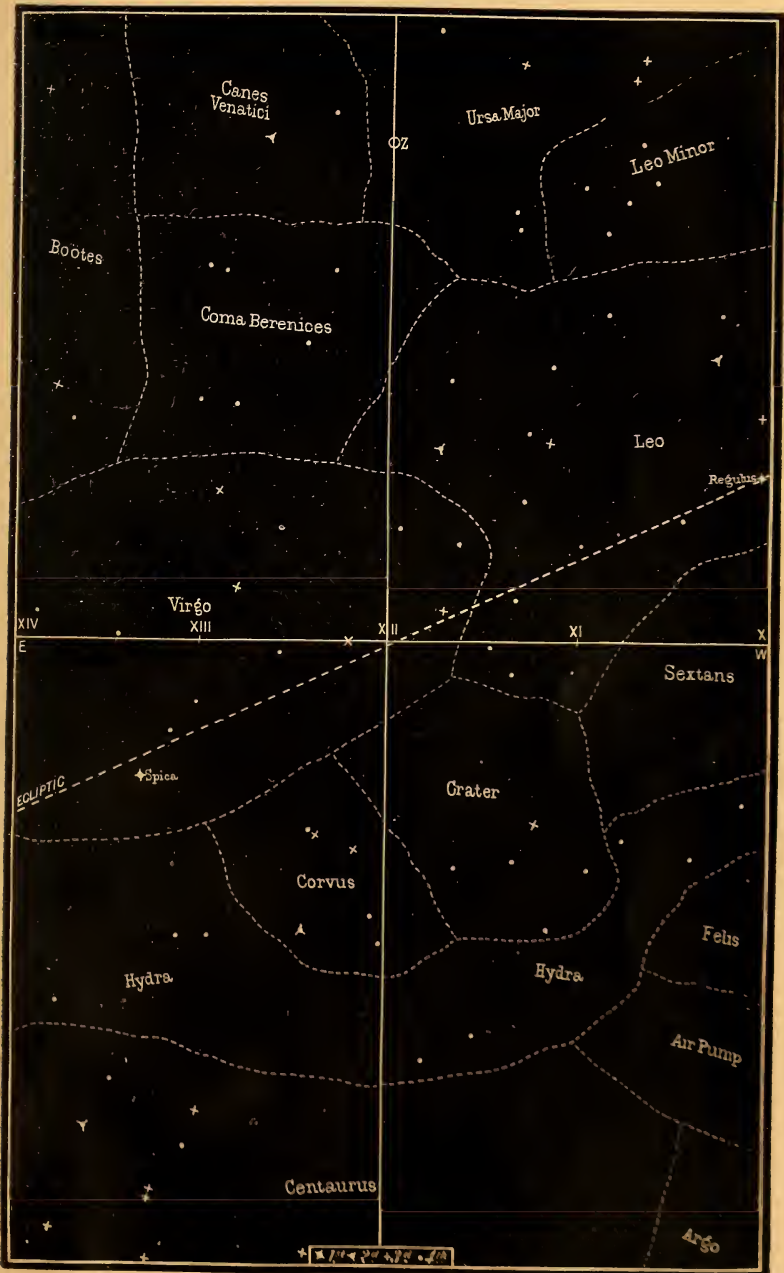 Canes
Venatici
Ursa Major
Z
Leo Minor
Bootes
Coma Berenices
Leo
Regulus
Virgo
XIV
XIII
XII
XI
X
E
W
Sextans
ECLIPTIC
Spica
Crater
Corvus
Felis
Hydra
Hydra
Air Pump
Centaurus
Argo